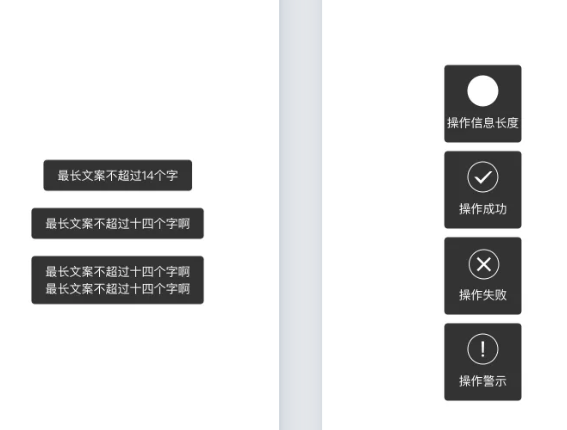 最长文案不超过14个字
最长文案不超过十四个字啊
最长文案不超过十四个字啊
最长文案不超过十四个字啊
操作信息长度
操作成功
操作失败
操作警示